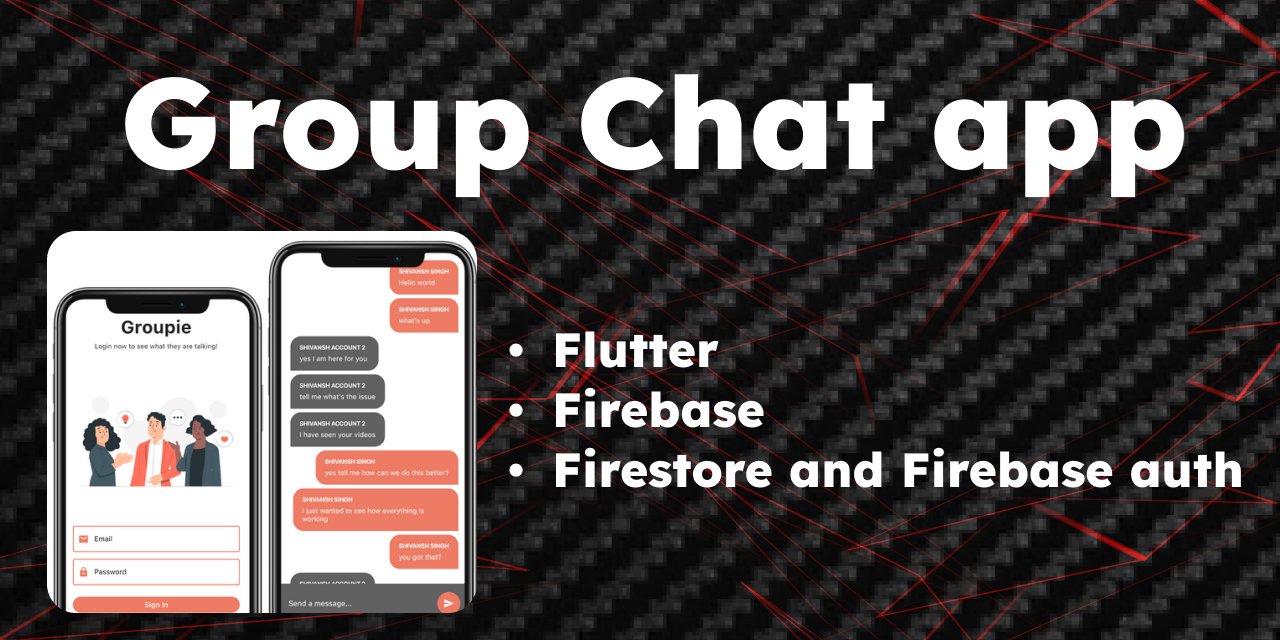 Group Chat app
Groupie
Login now to see what they are talking!
Email
Password
Sign in
SHIVANSH SINGH
Hello world
SHIVANSH SINGH
what's up
SHIVANSH ACCOUNT 2
yes I am here for you
SHIVANSH ACCOUNT 2
tell me what's the issue
SHIVANSH ACCOUNT 2
I have seen your videos
SHIVANSH SINGH
yes tell me how can we do this better?
SHIVANSH SINGH
I just wanted to see how everything is
working
SHIVANSH SINGH
you got that?
SHIVANSH ACCOUNT 2
Send a message...
• Flutter
• Firebase
• Firestore and Firebase auth